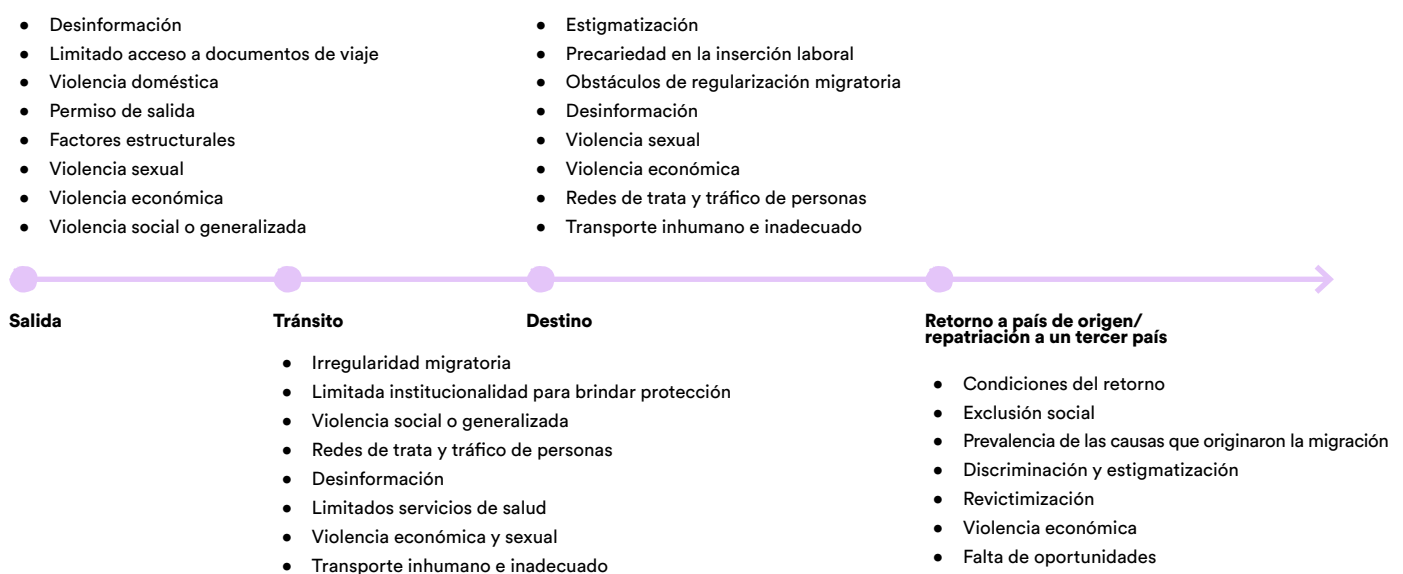 ● Desinformación
● Limitado acceso a documentos de viaje
● Violencia doméstica
● Permiso de salida
● Factores estructurales
● Violencia sexual
● Violencia económica
● Violencia social o generalizada
● Estigmatización
● Precariedad en la inserción laboral
● Obstáculos de regularización migratoria
● Desinformación
● Violencia sexual
● Violencia económica
● Redes de trata y tráfico de personas
● Transporte inhumano e inadecuado
Salida
Tránsito
Destino
Retorno a país de origen/
repatriación a un tercer país
● Irregularidad migratoria
● Limitada institucionalidad para brindar protección
● Violencia social o generalizada
● Redes de trata y tráfico de personas
● Desinformación
● Limitados servicios de salud
● Violencia económica y sexual
● Transporte inhumano e inadecuado
● Condiciones del retorno
● Exclusión social
● Prevalencia de las causas que originaron la migración
● Discriminación y estigmatización
● Revictimización
● Violencia económica
● Falta de oportunidades